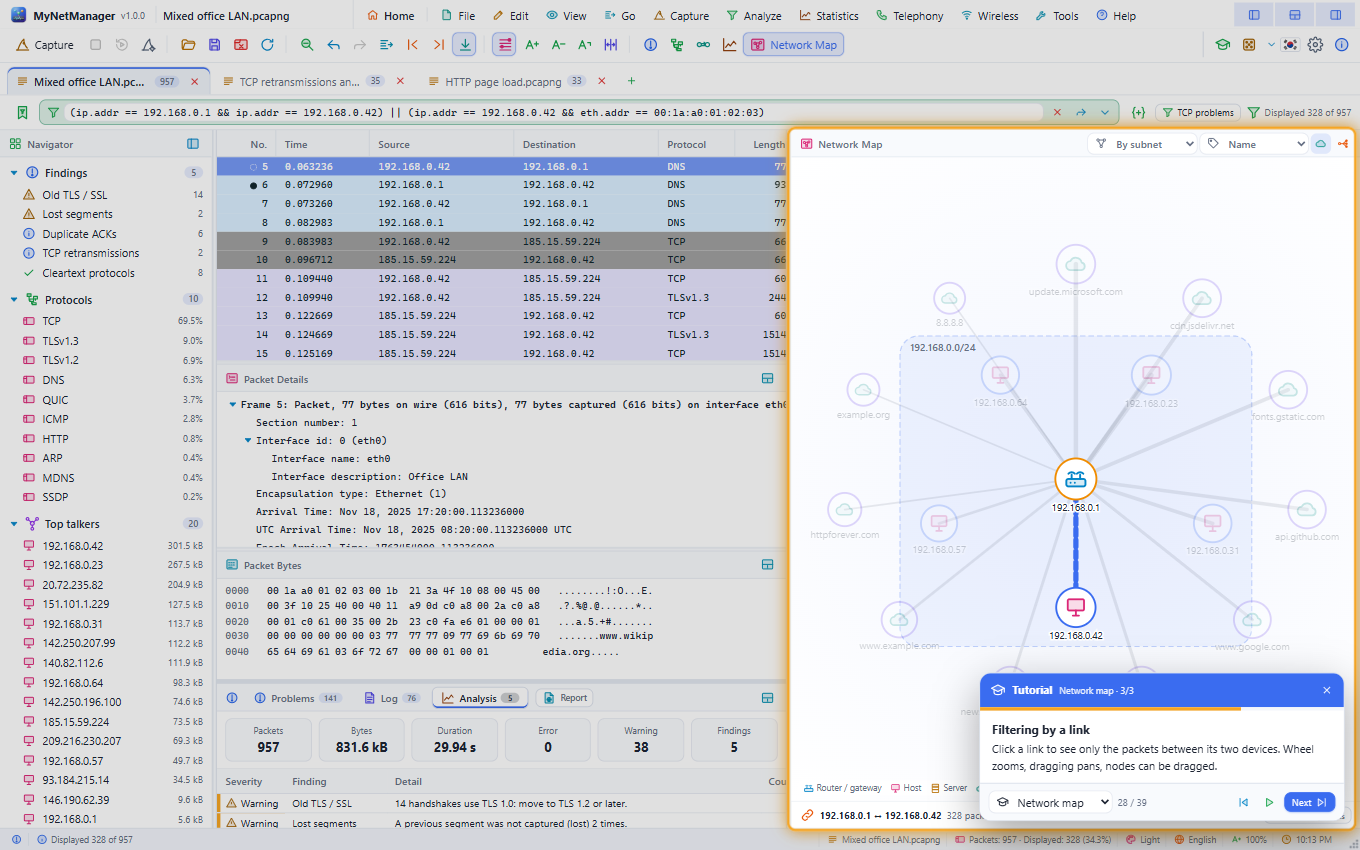 MyNetManager v1.0.0 Mixed office LAN.pcapng Home File Edit View Go Capture Analyze Statistics Telephony Wireless Tools Help
Capture A+ A- Network Map
Mixed office LAN.pc... 957 TCP retransmissions an... 35 HTTP page load.pcapng 33
(ip.addr == 192.168.0.1 && ip.addr == 192.168.0.42) || (ip.addr == 192.168.0.42 && eth.addr == 00:1a:a0:01:02:03) TCP problems Displayed 328 of 957
Navigator
Findings 5
Old TLS / SSL 14
Lost segments 2
Duplicate ACKs 6
TCP retransmissions 2
Cleartext protocols 8
Protocols 10
TCP 69.5%
TLSv1.3 9.0%
TLSv1.2 6.9%
DNS 6.3%
QUIC 3.7%
ICMP 2.8%
HTTP 0.8%
ARP 0.4%
MDNS 0.4%
SSDP 0.2%
Top talkers 20
192.168.0.42 301.5 kB
192.168.0.23 267.5 kB
20.72.235.82 204.9 kB
151.101.1.229 127.5 kB
192.168.0.31 113.7 kB
142.250.207.99 112.2 kB
140.82.112.6 111.9 kB
192.168.0.64 98.3 kB
142.250.196.100 74.6 kB
185.15.59.224 73.5 kB
209.216.230.207 69.3 kB
192.168.0.57 49.7 kB
93.184.215.14 34.5 kB
146.190.62.39 9.6 kB
192.168.0.1 5.6 kB
No. Time Source Destination Protocol Length
5 0.063236 192.168.0.42 192.168.0.1 DNS 77
6 0.072960 192.168.0.1 192.168.0.42 DNS 93
7 0.073260 192.168.0.42 192.168.0.1 DNS 77
8 0.082983 192.168.0.1 192.168.0.42 DNS 77
9 0.083983 192.168.0.42 185.15.59.224 TCP 66
10 0.096712 185.15.59.224 192.168.0.42 TCP 66
11 0.109440 192.168.0.42 185.15.59.224 TCP 60
12 0.109940 192.168.0.42 185.15.59.224 TLSv1.3 244
13 0.122669 185.15.59.224 192.168.0.42 TCP 60
14 0.124669 185.15.59.224 192.168.0.42 TLSv1.3 1514
15 0.125169 185.15.59.224 192.168.0.42 TCP 1514
Packet Details
Frame 5: Packet, 77 bytes on wire (616 bits), 77 bytes captured (616 bits) on interface eth0
Section number: 1
Interface id: 0 (eth0)
Interface name: eth0
Interface description: Office LAN
Encapsulation type: Ethernet (1)
Arrival Time: Nov 18, 2025 17:20:00.113236000
UTC Arrival Time: Nov 18, 2025 08:20:00.113236000 UTC
Packet Bytes
0000 00 1a a0 01 02 03 00 1b 21 3a 4f 10 08 00 45 00 ........!:O...E.
0010 00 3f 10 25 40 00 40 11 a9 0d c0 a8 00 2a c0 a8 .?.%@.@......*..
0020 00 01 c0 61 00 35 00 2b 23 c0 fa e6 01 00 00 01 ...a.5.+#.......
0030 00 00 00 00 00 00 03 77 77 77 09 77 69 6b 69 70 .......www.wikip
0040 65 64 69 61 03 6f 72 67 00 00 01 00 01 edia.org.....
Problems 141 Log 76 Analysis 5 Report
Packets Bytes Duration Error Warning Findings
957 831.6 kB 29.94 s 0 38 5
Severity Finding Detail Cou
Warning Old TLS / SSL 14 handshakes use TLS 1.0: move to TLS 1.2 or later.
Warning Lost segments A previous segment was not captured (lost) 2 times.
Network Map By subnet Name
update.microsoft.com
8.8.8.8
cdn.jsdelivr.net
192.168.0.0/24
192.168.0.64
192.168.0.23
example.org
fonts.gstatic.com
192.168.0.1
httpforever.com
192.168.0.57
192.168.0.31
api.github.com
192.168.0.42
www.example.com
www.google.com
new
Router / gateway Host Server
192.168.0.1 ↔ 192.168.0.42 328 pack
Tutorial Network map · 3/3
Filtering by a link
Click a link to see only the packets between its two devices. Wheel
zooms, dragging pans, nodes can be dragged.
Network map 28 / 39 Next
Displayed 328 of 957 Mixed office LAN.pcapng Packets: 957 · Displayed: 328 (34.3%) Light English A+ 100% 10:13 PM